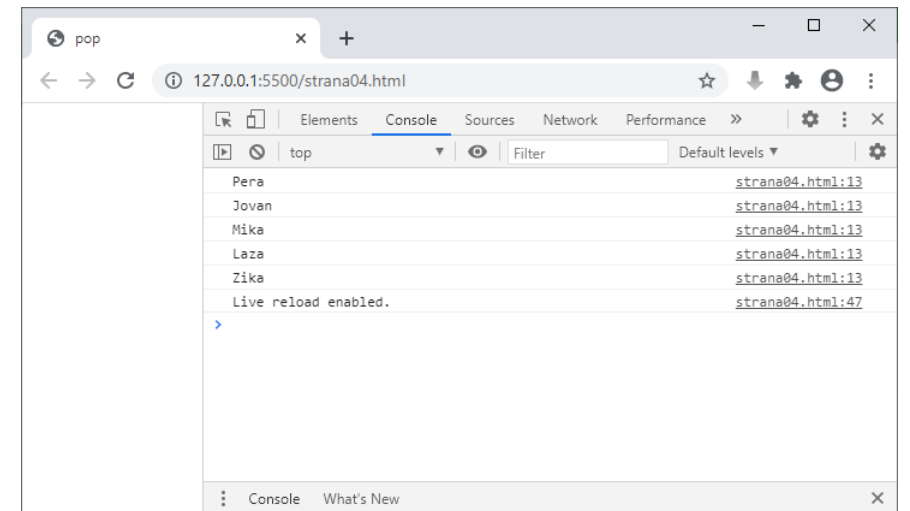 pop
127.0.0.1:5500/strana04.html
Elements Console Sources Network Performance »
top Filter Default levels
Pera strana04.html:13
Jovan strana04.html:13
Mika strana04.html:13
Laza strana04.html:13
Zika strana04.html:13
Live reload enabled. strana04.html:47
>
Console What's New